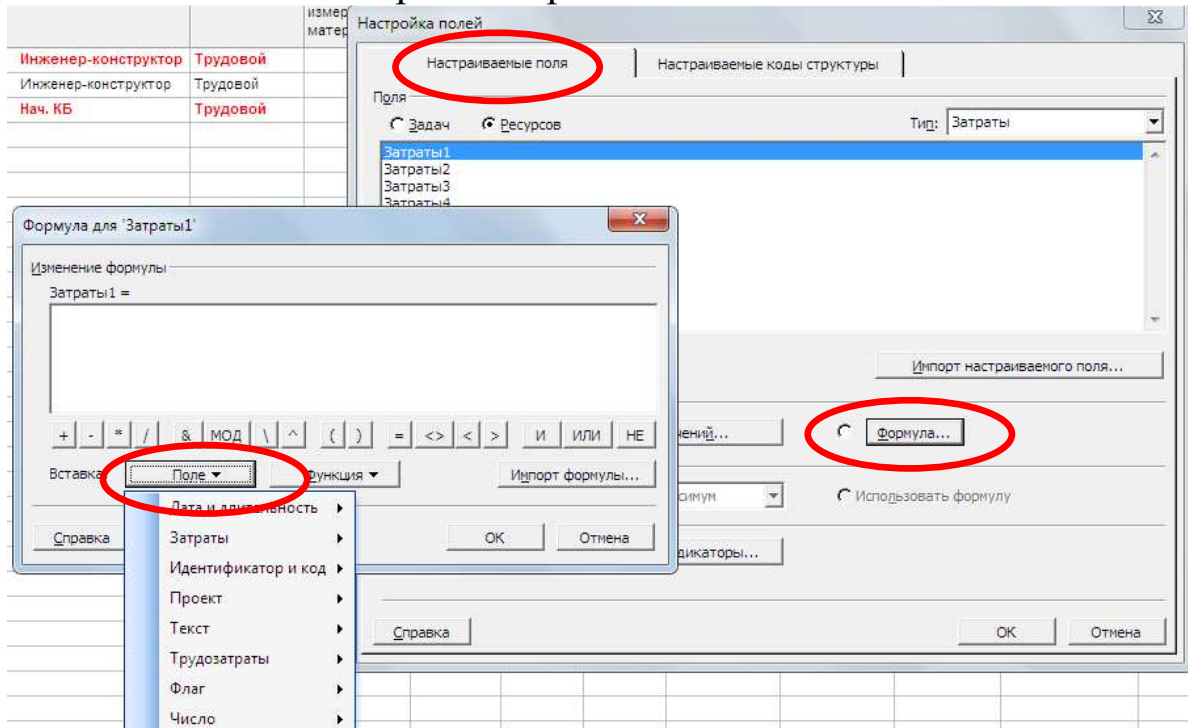 измер
матер
Инженер-конструктор Трудовой
Инженер-конструктор Трудовой
Нач. КБ Трудовой
Настройка полей
Настраиваемые поля Настраиваемые коды структуры
Поля
Задач Ресурсов Тип: Затраты
Затраты1
Затраты2
Затраты3
Затраты4
Импорт настраиваемого поля...
чений... Формула...
симум Использовать формулу
дикаторы...
Справка ОК Отмена
Формула для 'Затраты1'
Изменение формулы
Затраты1 =
+ - * / & МОД \ ^ ( ) = <> < > И ИЛИ НЕ
Вставка Поле Функция Импорт формулы...
Справка ОК Отмена
Дата и длительность
Затраты
Идентификатор и код
Проект
Текст
Трудозатраты
Флаг
Число